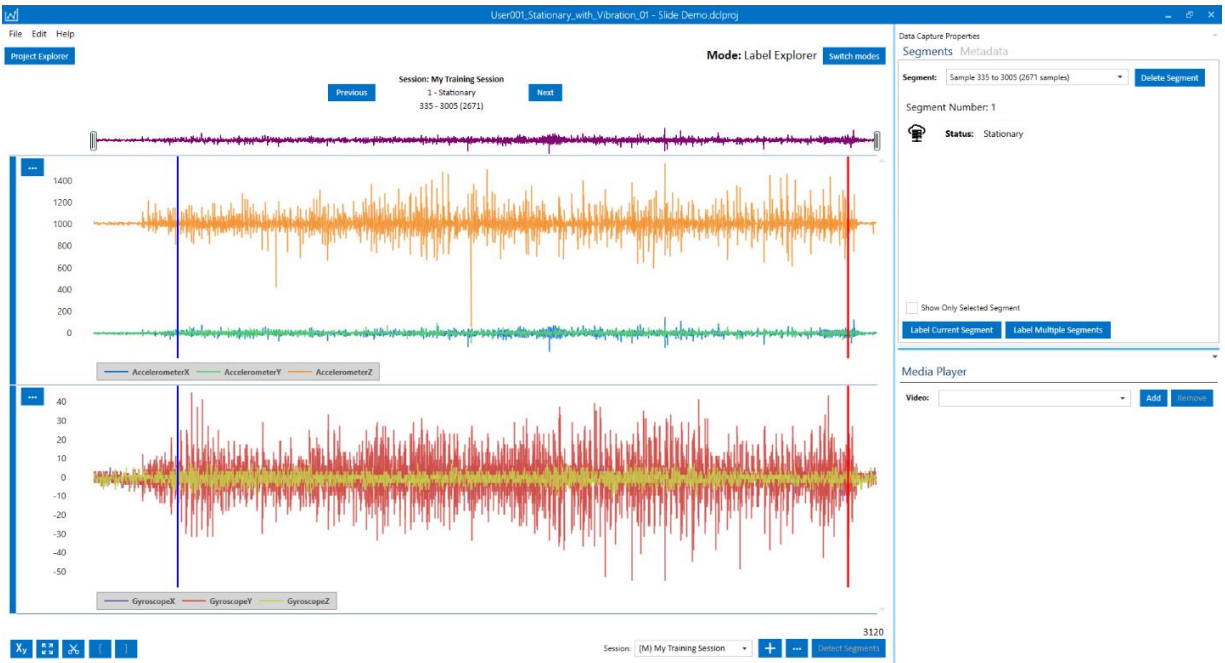 User001_Stationary_with_Vibration_01 - Slide Demo.dclproj
File Edit Help
Project Explorer
Mode: Label Explorer Switch modes
Session: My Training Session
Previous 1 - Stationary Next
335 - 3005 (2671)
...
1400
1200
1000
800
600
400
200
0
AccelerometerX AccelerometerY AccelerometerZ
...
40
30
20
10
0
-10
-20
-30
-40
-50
GyroscopeX GyroscopeY GyroscopeZ
3120
Xy { } Session: [M] My Training Session + ... Detect Segments
Data Capture Properties
Segments Metadata
Segment: Sample 335 to 3005 (2671 samples) Delete Segment
Segment Number: 1
Status: Stationary
Show Only Selected Segment
Label Current Segment Label Multiple Segments
Media Player
Video: Add Remove